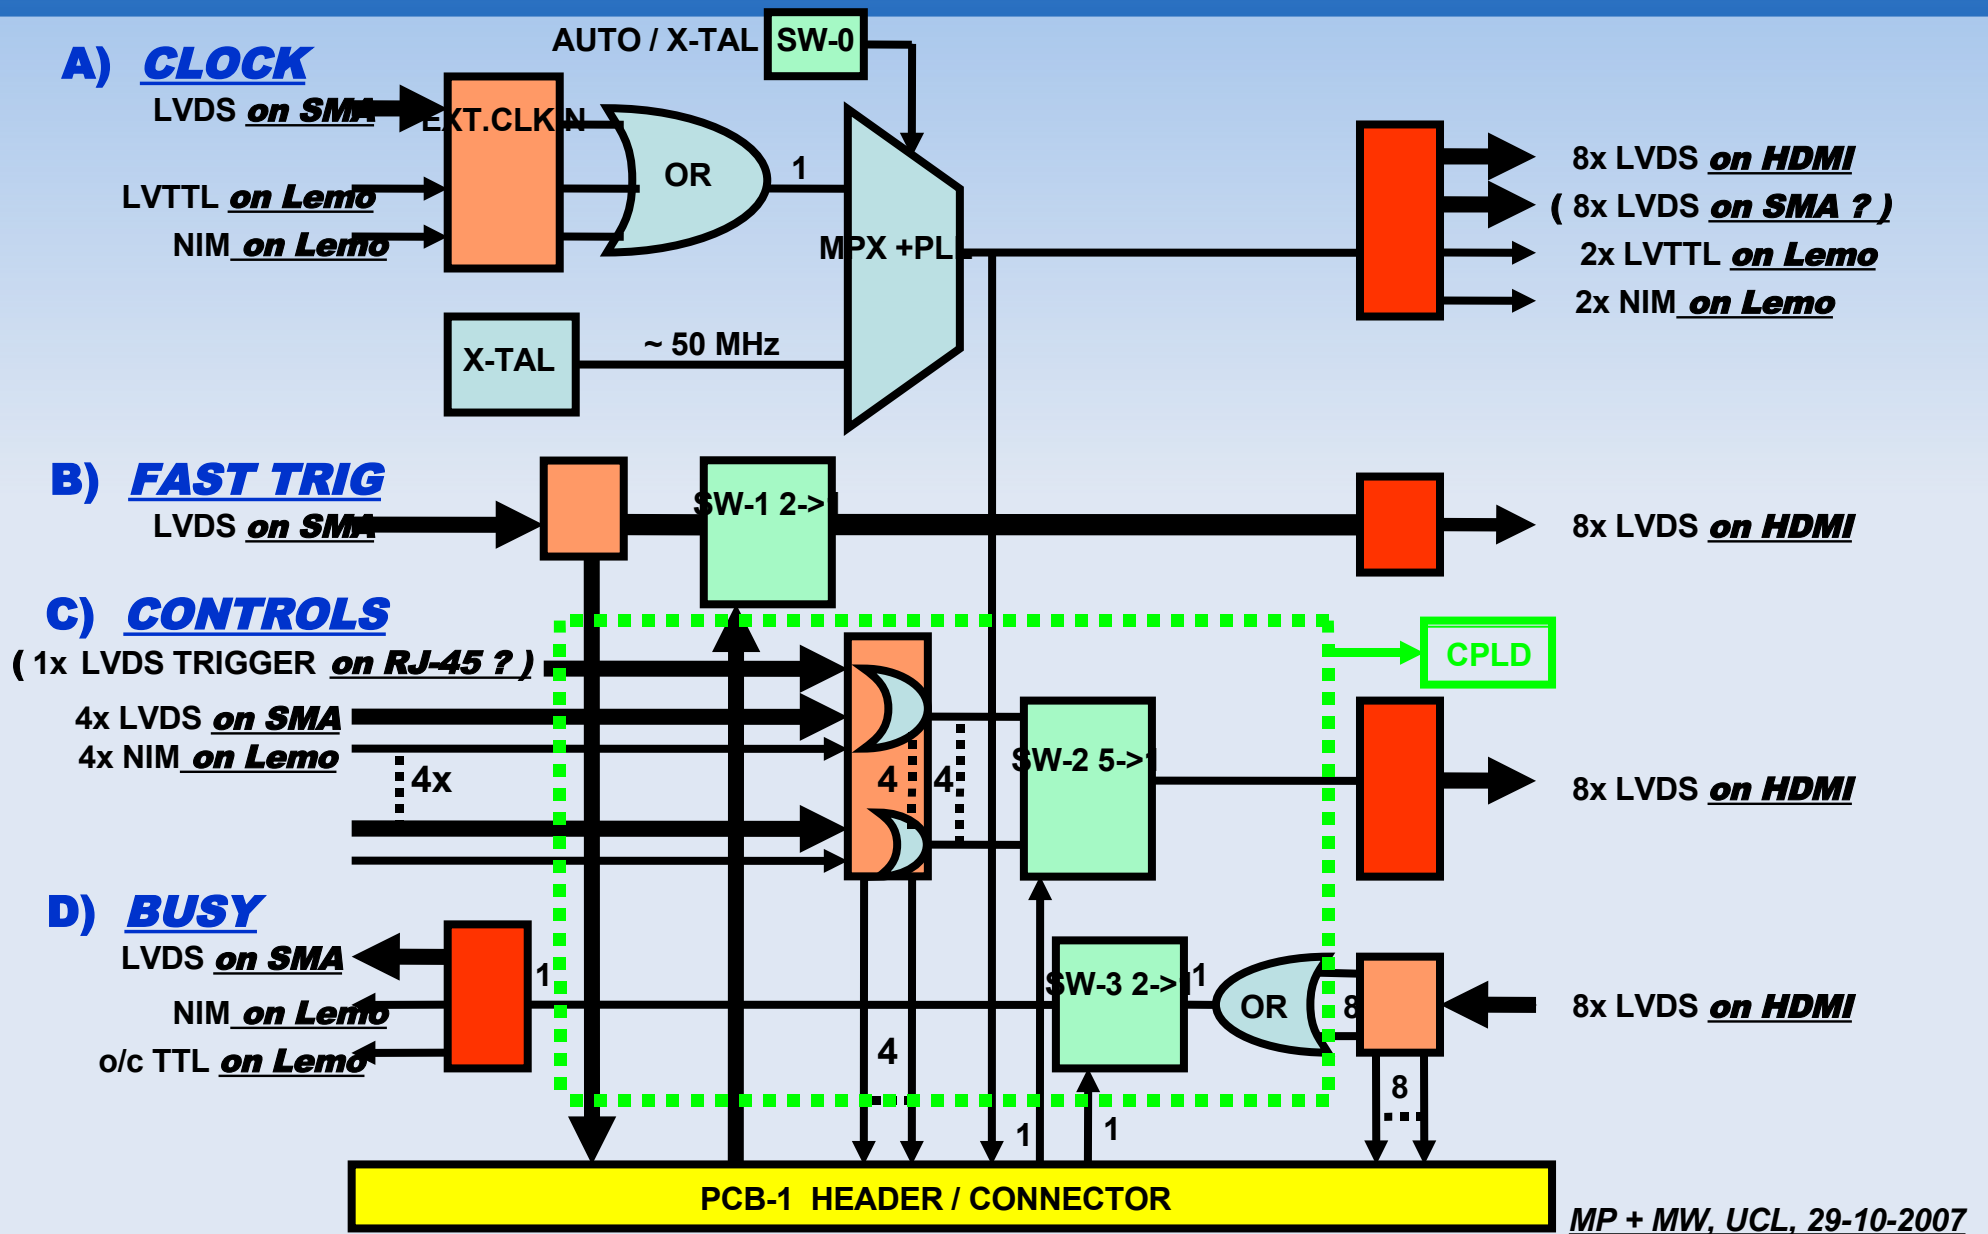 AUTO / X-TAL SW-0
A) CLOCK
LVDS on SMA
EXT.CLK IN
LVTTL on Lemo
NIM on Lemo
OR
1
MPX +PLL
X-TAL
~ 50 MHz
8x LVDS on HDMI
( 8x LVDS on SMA ? )
2x LVTTL on Lemo
2x NIM on Lemo
B) FAST TRIG
LVDS on SMA
SW-1 2->1
8x LVDS on HDMI
C) CONTROLS
( 1x LVDS TRIGGER on RJ-45 ? )
4x LVDS on SMA
4x NIM on Lemo
4x
4
4
SW-2 5->1
CPLD
8x LVDS on HDMI
D) BUSY
LVDS on SMA
NIM on Lemo
o/c TTL on Lemo
1
SW-3 2->1
1
OR
8
8x LVDS on HDMI
4
1
1
8
PCB-1 HEADER / CONNECTOR
MP + MW, UCL, 29-10-2007